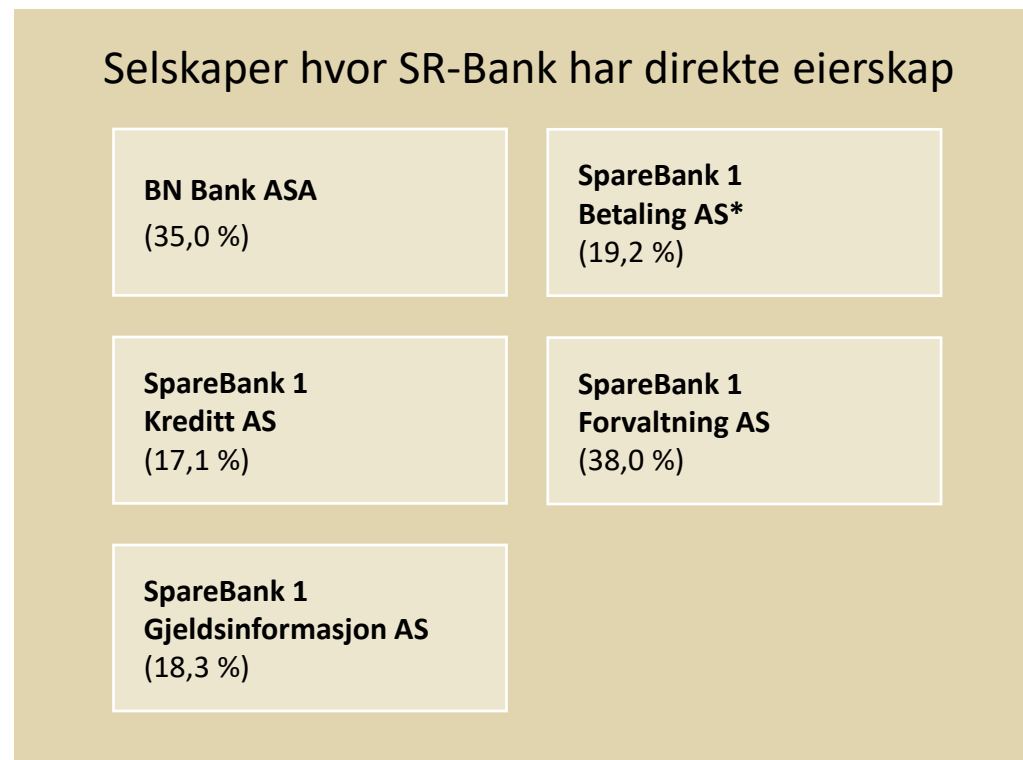 Selskaper hvor SR-Bank har direkte eierskap
BN Bank ASA
(35,0 %)
SpareBank 1
Betaling AS*
(19,2 %)
SpareBank 1
Kreditt AS
(17,1 %)
SpareBank 1
Forvaltning AS
(38,0 %)
SpareBank 1
Gjeldsinformasjon AS
(18,3 %)